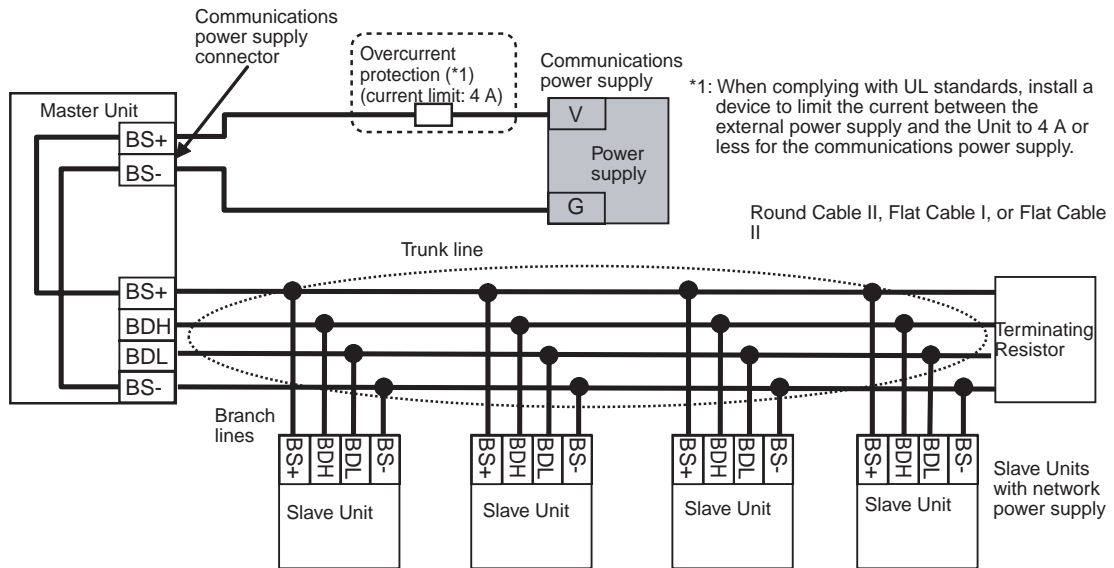 Communications
power supply
connector
Overcurrent
protection (*1)
(current limit: 4 A)
Communications
power supply
*1: When complying with UL standards, install a
device to limit the current between the
external power supply and the Unit to 4 A or
less for the communications power supply.
Master Unit
BS+
BS-
V
Power
supply
G
Round Cable II, Flat Cable I, or Flat Cable
II
Trunk line
BS+
BDH
BDL
BS-
Terminating
Resistor
Branch
lines
BS+
BDH
BDL
BS-
Slave Unit
BS+
BDH
BDL
BS-
Slave Unit
BS+
BDH
BDL
BS-
Slave Unit
BS+
BDH
BDL
BS-
Slave Unit
Slave Units
with network
power supply